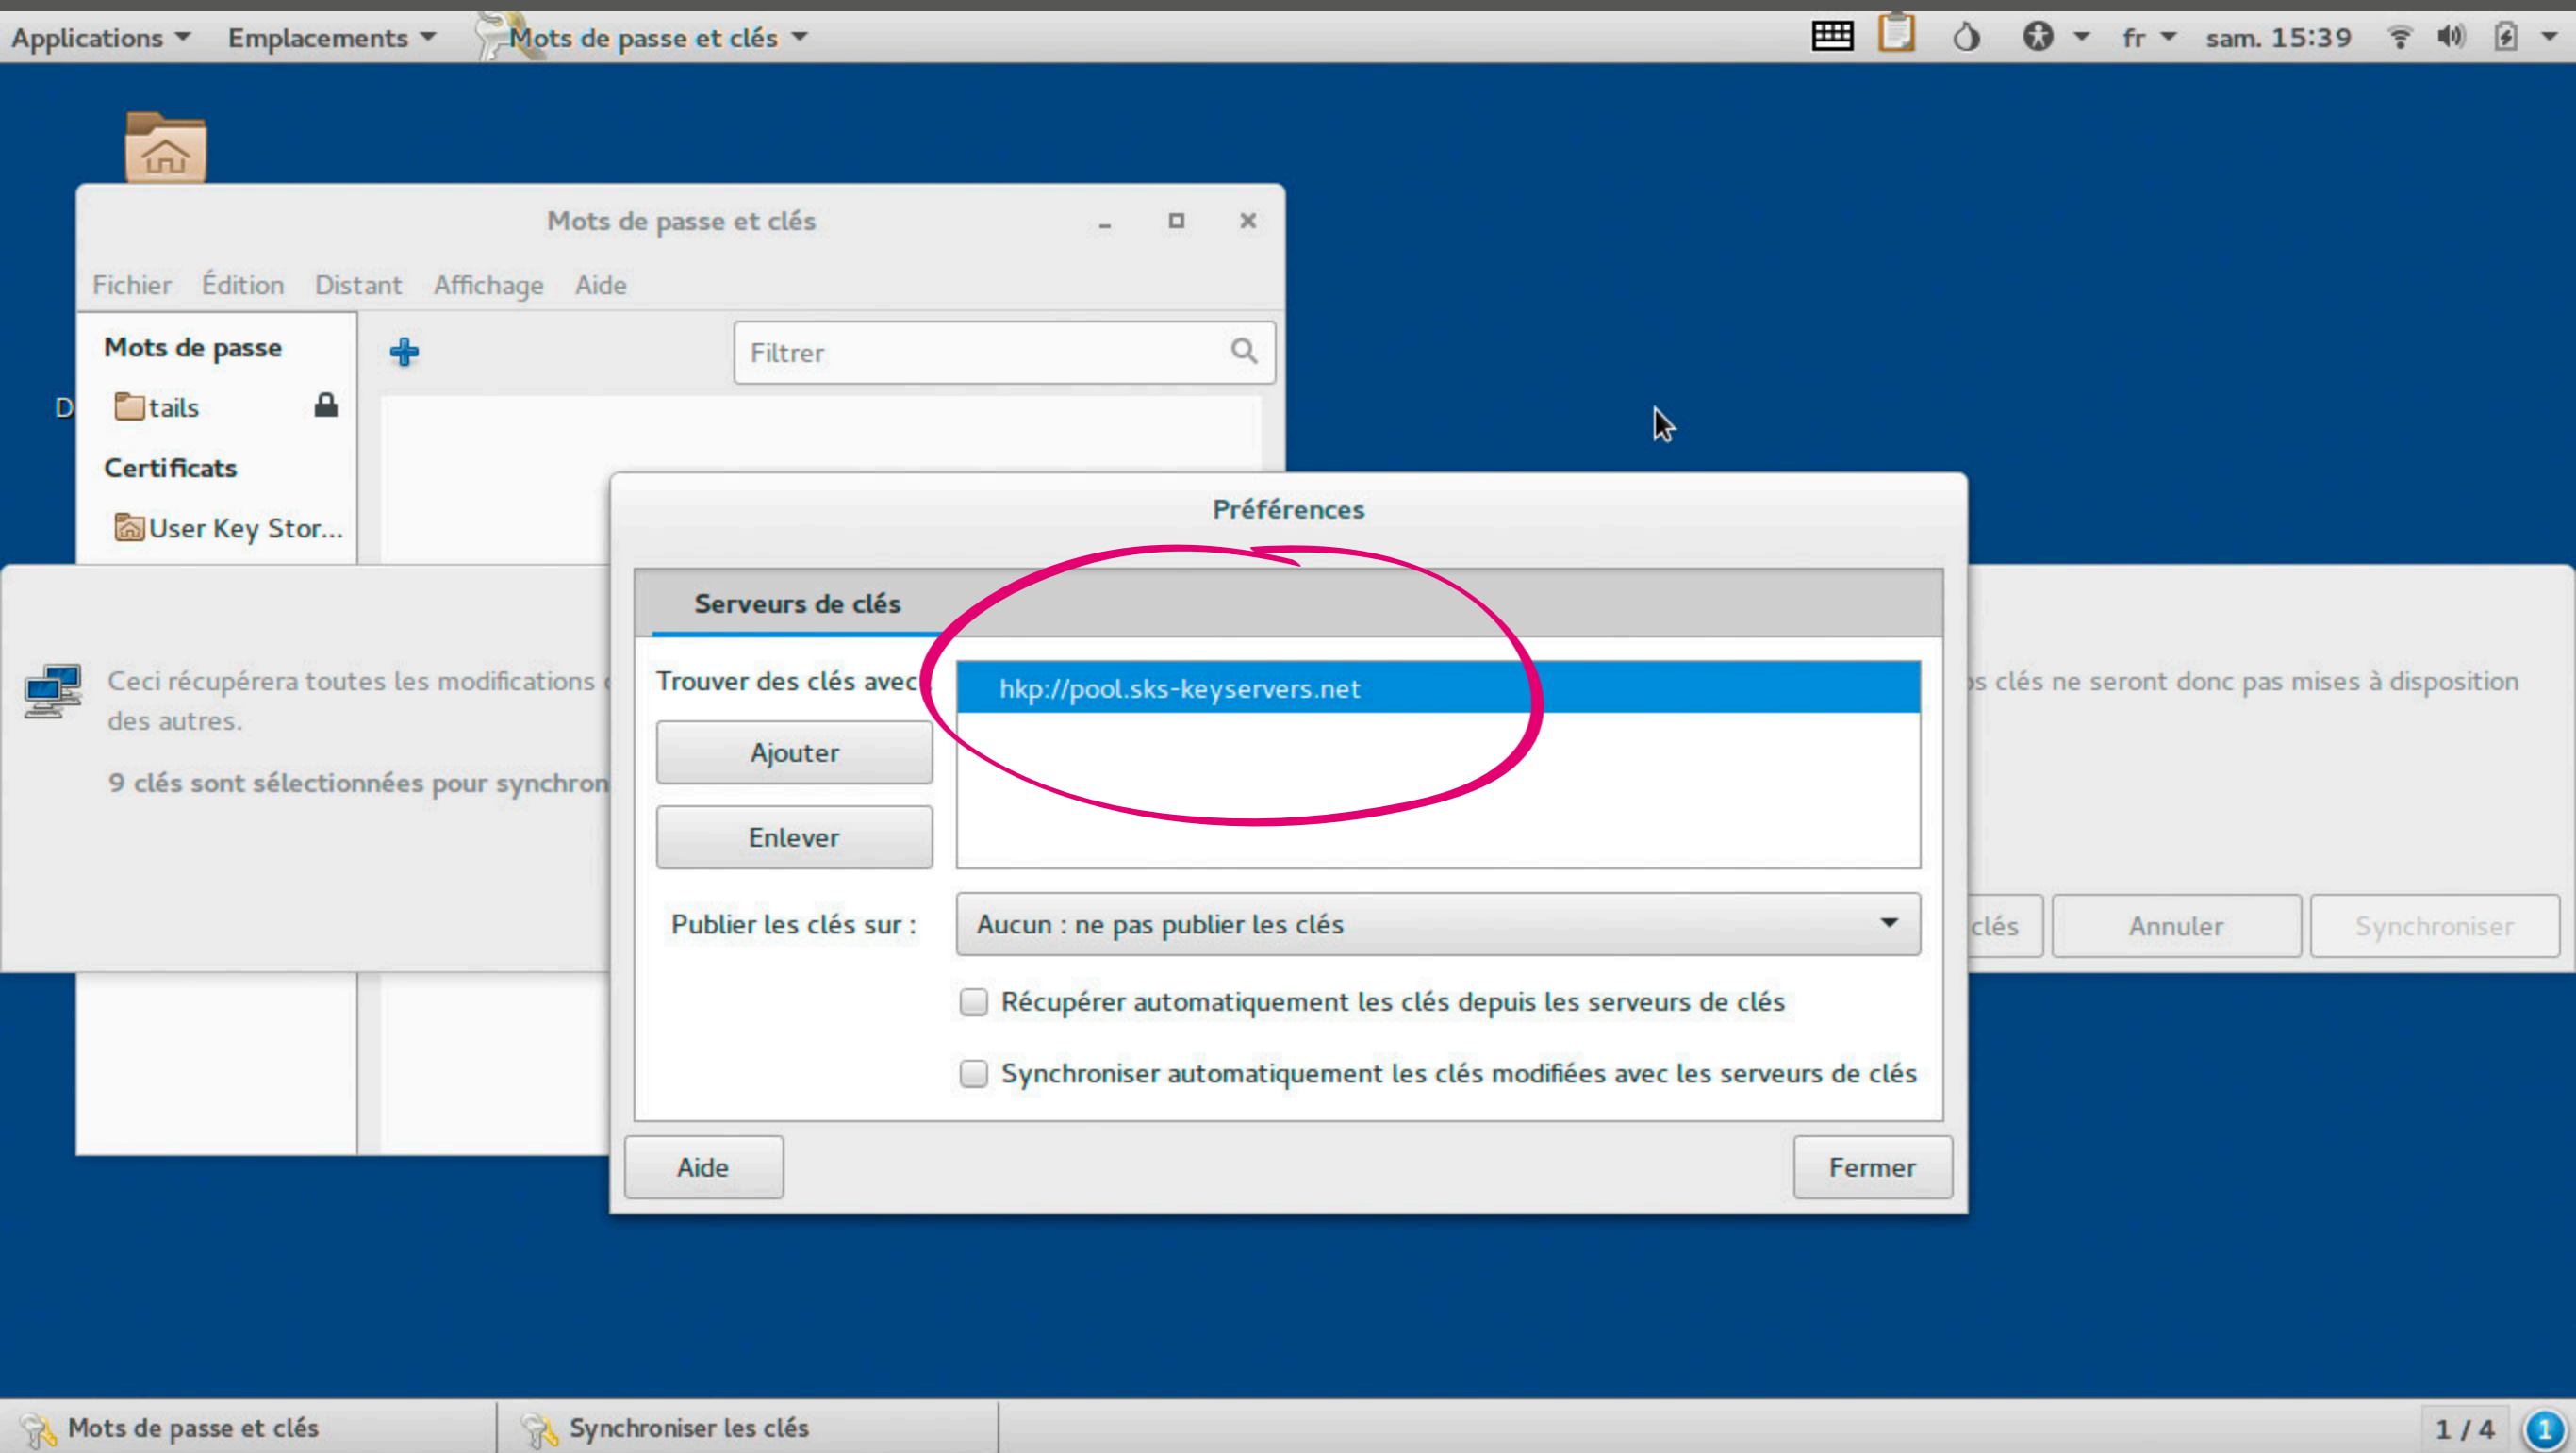 Applications Emplacements Mots de passe et clés fr sam. 15:39
Mots de passe et clés
Fichier Édition Distant Affichage Aide
Mots de passe
Filtrer
D
tails
Certificats
User Key Stor...
Préférences
Serveurs de clés
Ceci récupérera toutes les modifications
des autres.
9 clés sont sélectionnées pour synchron
Trouver des clés avec
hkp://pool.sks-keyservers.net
Ajouter
Enlever
clés ne seront donc pas mises à disposition
Publier les clés sur :
Aucun : ne pas publier les clés
clés
Annuler
Synchroniser
Récupérer automatiquement les clés depuis les serveurs de clés
Synchroniser automatiquement les clés modifiées avec les serveurs de clés
Aide
Fermer
Mots de passe et clés
Synchroniser les clés
1 / 4
1